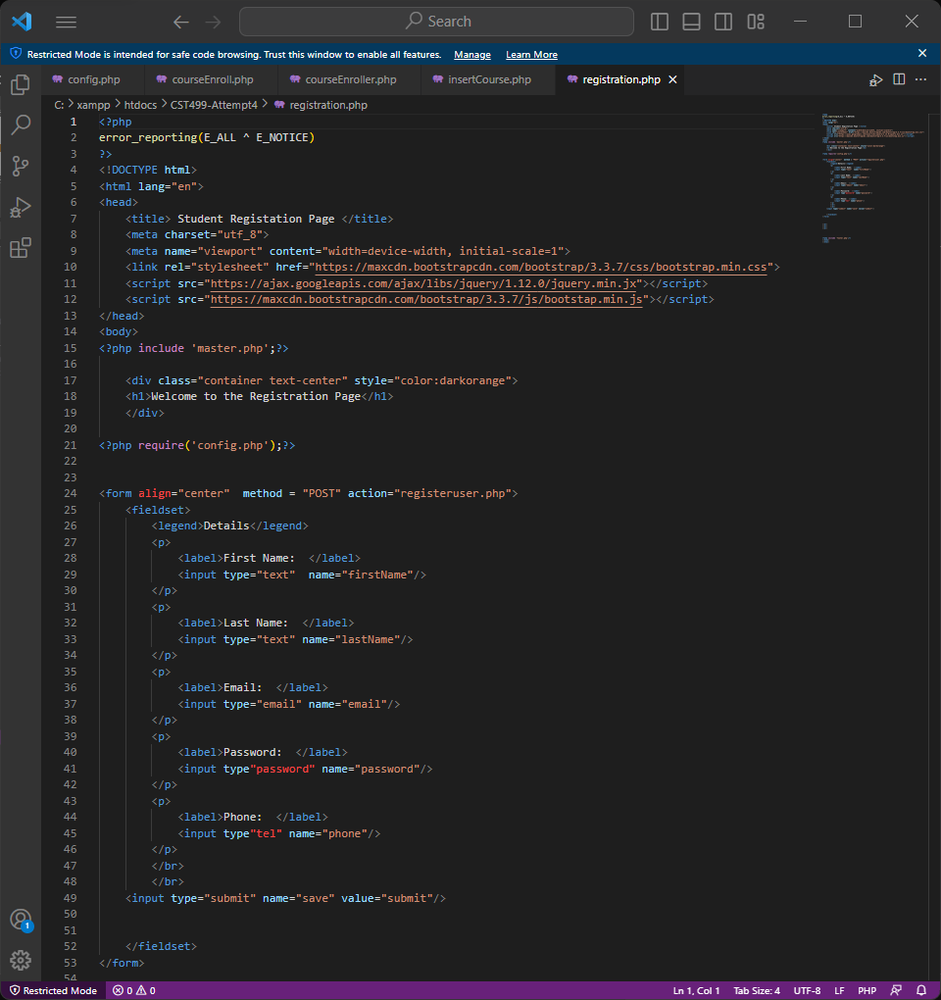 Search
Restricted Mode is intended for safe code browsing. Trust this window to enable all features. Manage Learn More
config.php courseEnroll.php courseEnroller.php insertCourse.php registration.php
C: > xampp > htdocs > CST499-Attempt4 > registration.php
1 <?php
2 error_reporting(E_ALL ^ E_NOTICE)
3 ?>
4 <!DOCTYPE html>
5 <html lang="en">
6 <head>
7 <title> Student Registation Page </title>
8 <meta charset="utf_8">
9 <meta name="viewport" content="width=device-width, initial-scale=1">
10 <link rel="stylesheet" href="https://maxcdn.bootstrapcdn.com/bootstrap/3.3.7/css/bootstrap.min.css">
11 <script src="https://ajax.googleapis.com/ajax/libs/jquery/1.12.0/jquery.min.jx"></script>
12 <script src="https://maxcdn.bootstrapcdn.com/bootstrap/3.3.7/js/bootstap.min.js"></script>
13 </head>
14 <body>
15 <?php include 'master.php';?>
16
17 <div class="container text-center" style="color:darkorange">
18 <h1>Welcome to the Registration Page</h1>
19 </div>
20
21 <?php require('config.php');?>
22
23
24 <form align="center"  method = "POST" action="registeruser.php">
25 <fieldset>
26 <legend>Details</legend>
27 <p>
28 <label>First Name:  </label>
29 <input type="text"  name="firstName"/>
30 </p>
31 <p>
32 <label>Last Name:  </label>
33 <input type="text" name="lastName"/>
34 </p>
35 <p>
36 <label>Email:  </label>
37 <input type="email" name="email"/>
38 </p>
39 <p>
40 <label>Password:  </label>
41 <input type"password" name="password"/>
42 </p>
43 <p>
44 <label>Phone:  </label>
45 <input type"tel" name="phone"/>
46 </p>
47 </br>
48 </br>
49 <input type="submit" name="save" value="submit"/>
50
51
52 </fieldset>
53 </form>
54
1
Restricted Mode 0 0 Ln 1, Col 1 Tab Size: 4 UTF-8 LF PHP